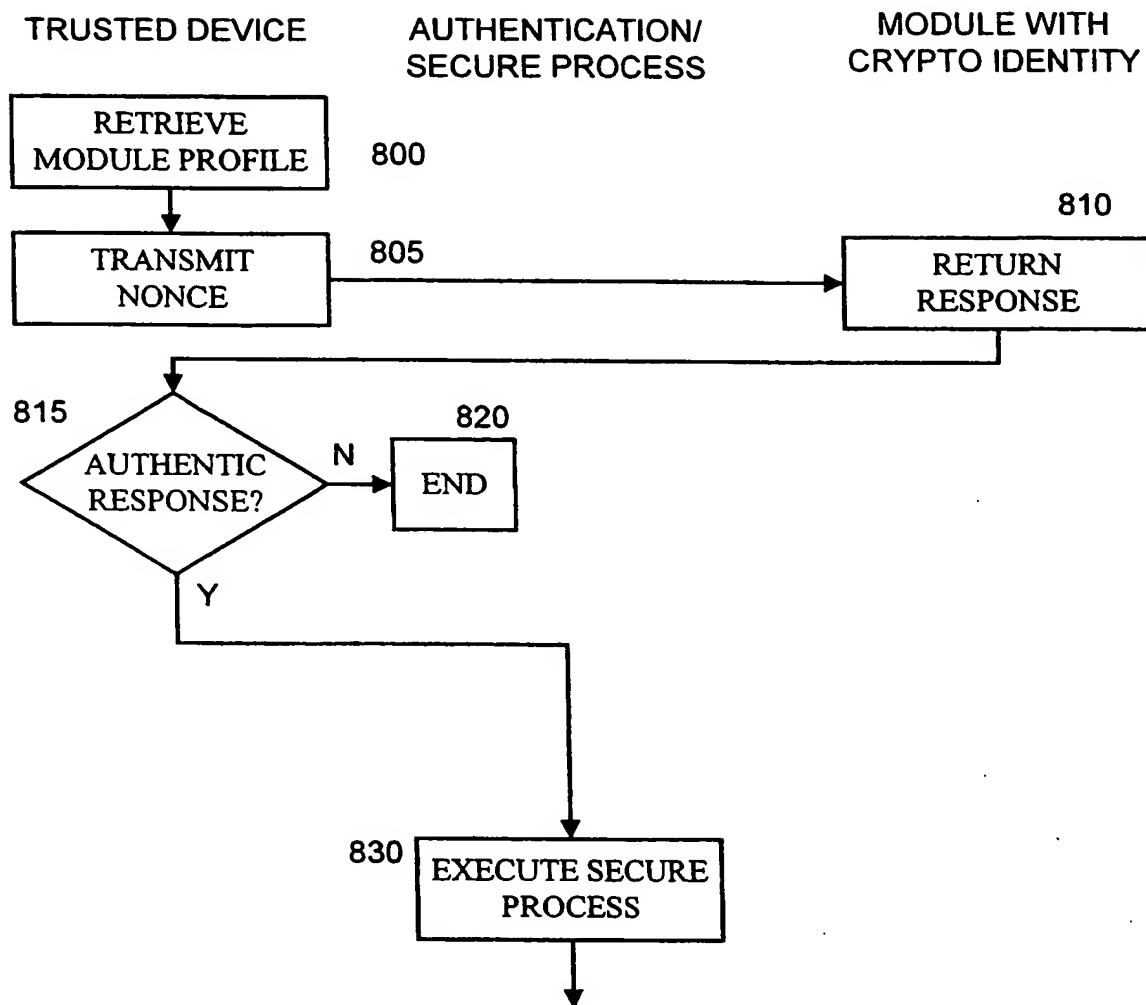 TRUSTED DEVICE
AUTHENTICATION/
SECURE PROCESS
MODULE WITH
CRYPTO IDENTITY
RETRIEVE
MODULE PROFILE
800
TRANSMIT
NONCE
805
810
RETURN
RESPONSE
815
AUTHENTIC
RESPONSE?
N
820
END
Y
830
EXECUTE SECURE
PROCESS